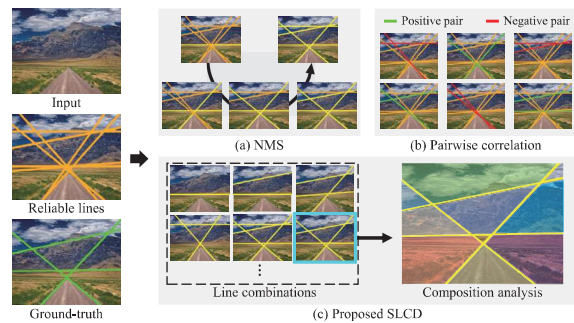 Input
Reliable lines
Ground-truth
(a) NMS
Positive pair
Negative pair
(b) Pairwise correlation
Line combinations
Composition analysis
(c) Proposed SLCD